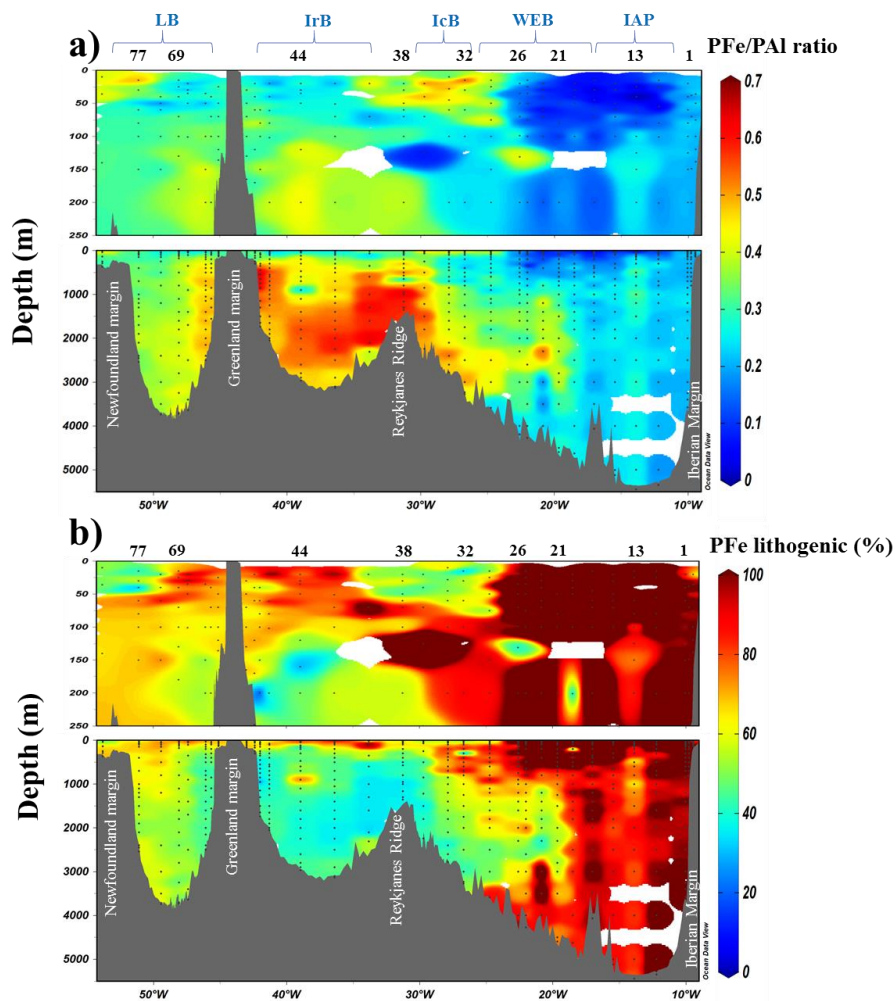 LB IrB IcB WEB IAP
a) 77 69 44 38 32 26 21 13 1 PFe/PAl ratio
0
50
100
150
200
250
0
1000
2000
3000
4000
5000
Depth (m)
Newfoundland margin
Greenland margin
Reykjanes Ridge
Iberian Margin
Ocean Data View
50°W 40°W 30°W 20°W 10°W
0.7
0.6
0.5
0.4
0.3
0.2
0.1
0
b) 77 69 44 38 32 26 21 13 1 PFe lithogenic (%)
0
50
100
150
200
250
0
1000
2000
3000
4000
5000
Depth (m)
Newfoundland margin
Greenland margin
Reykjanes Ridge
Iberian Margin
Ocean Data View
50°W 40°W 30°W 20°W 10°W
100
80
60
40
20
0